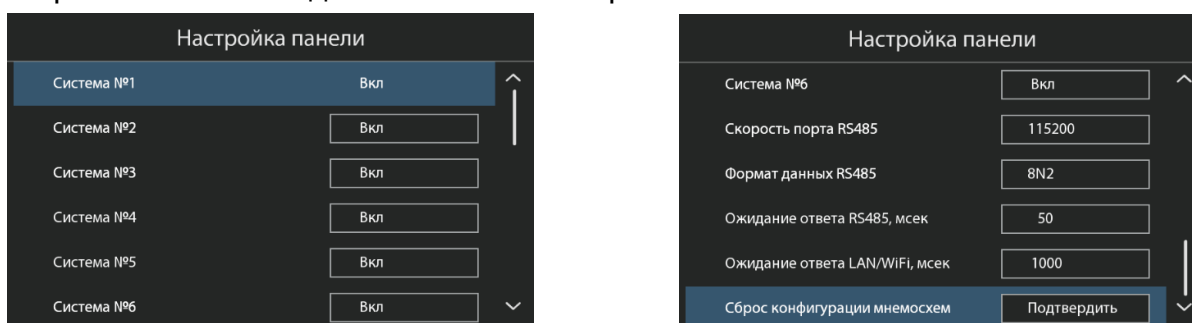 Настройка панели
Система №1 Вкл
Система №2 Вкл
Система №3 Вкл
Система №4 Вкл
Система №5 Вкл
Система №6 Вкл
Настройка панели
Система №6 Вкл
Скорость порта RS485 115200
Формат данных RS485 8N2
Ожидание ответа RS485, мсек 50
Ожидание ответа LAN/WiFi, мсек 1000
Сброс конфигурации мнемосхем Подтвердить